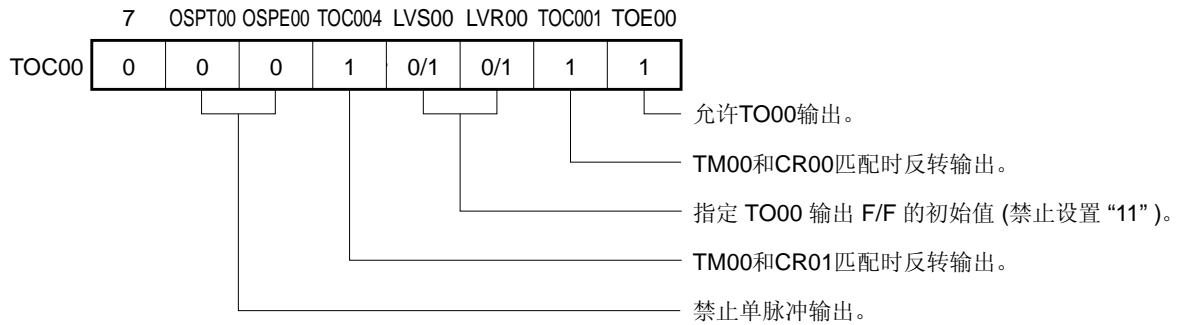 7 OSPT00 OSPE00 TOC004 LVS00 LVR00 TOC001 TOE00
TOC00 0 0 0 1 0/1 0/1 1 1
允许TO00输出。
TM00和CR00匹配时反转输出。
指定 TO00 输出 F/F 的初始值 (禁止设置 “11” )。
TM00和CR01匹配时反转输出。
禁止单脉冲输出。